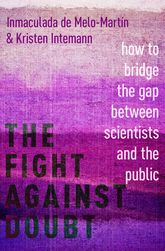 Inmaculada de Melo-Martín
& Kristen Intemann
how to
bridge
the gap
between
scientists
and the
public
THE
FIGHT
AGAINST
DOUBT